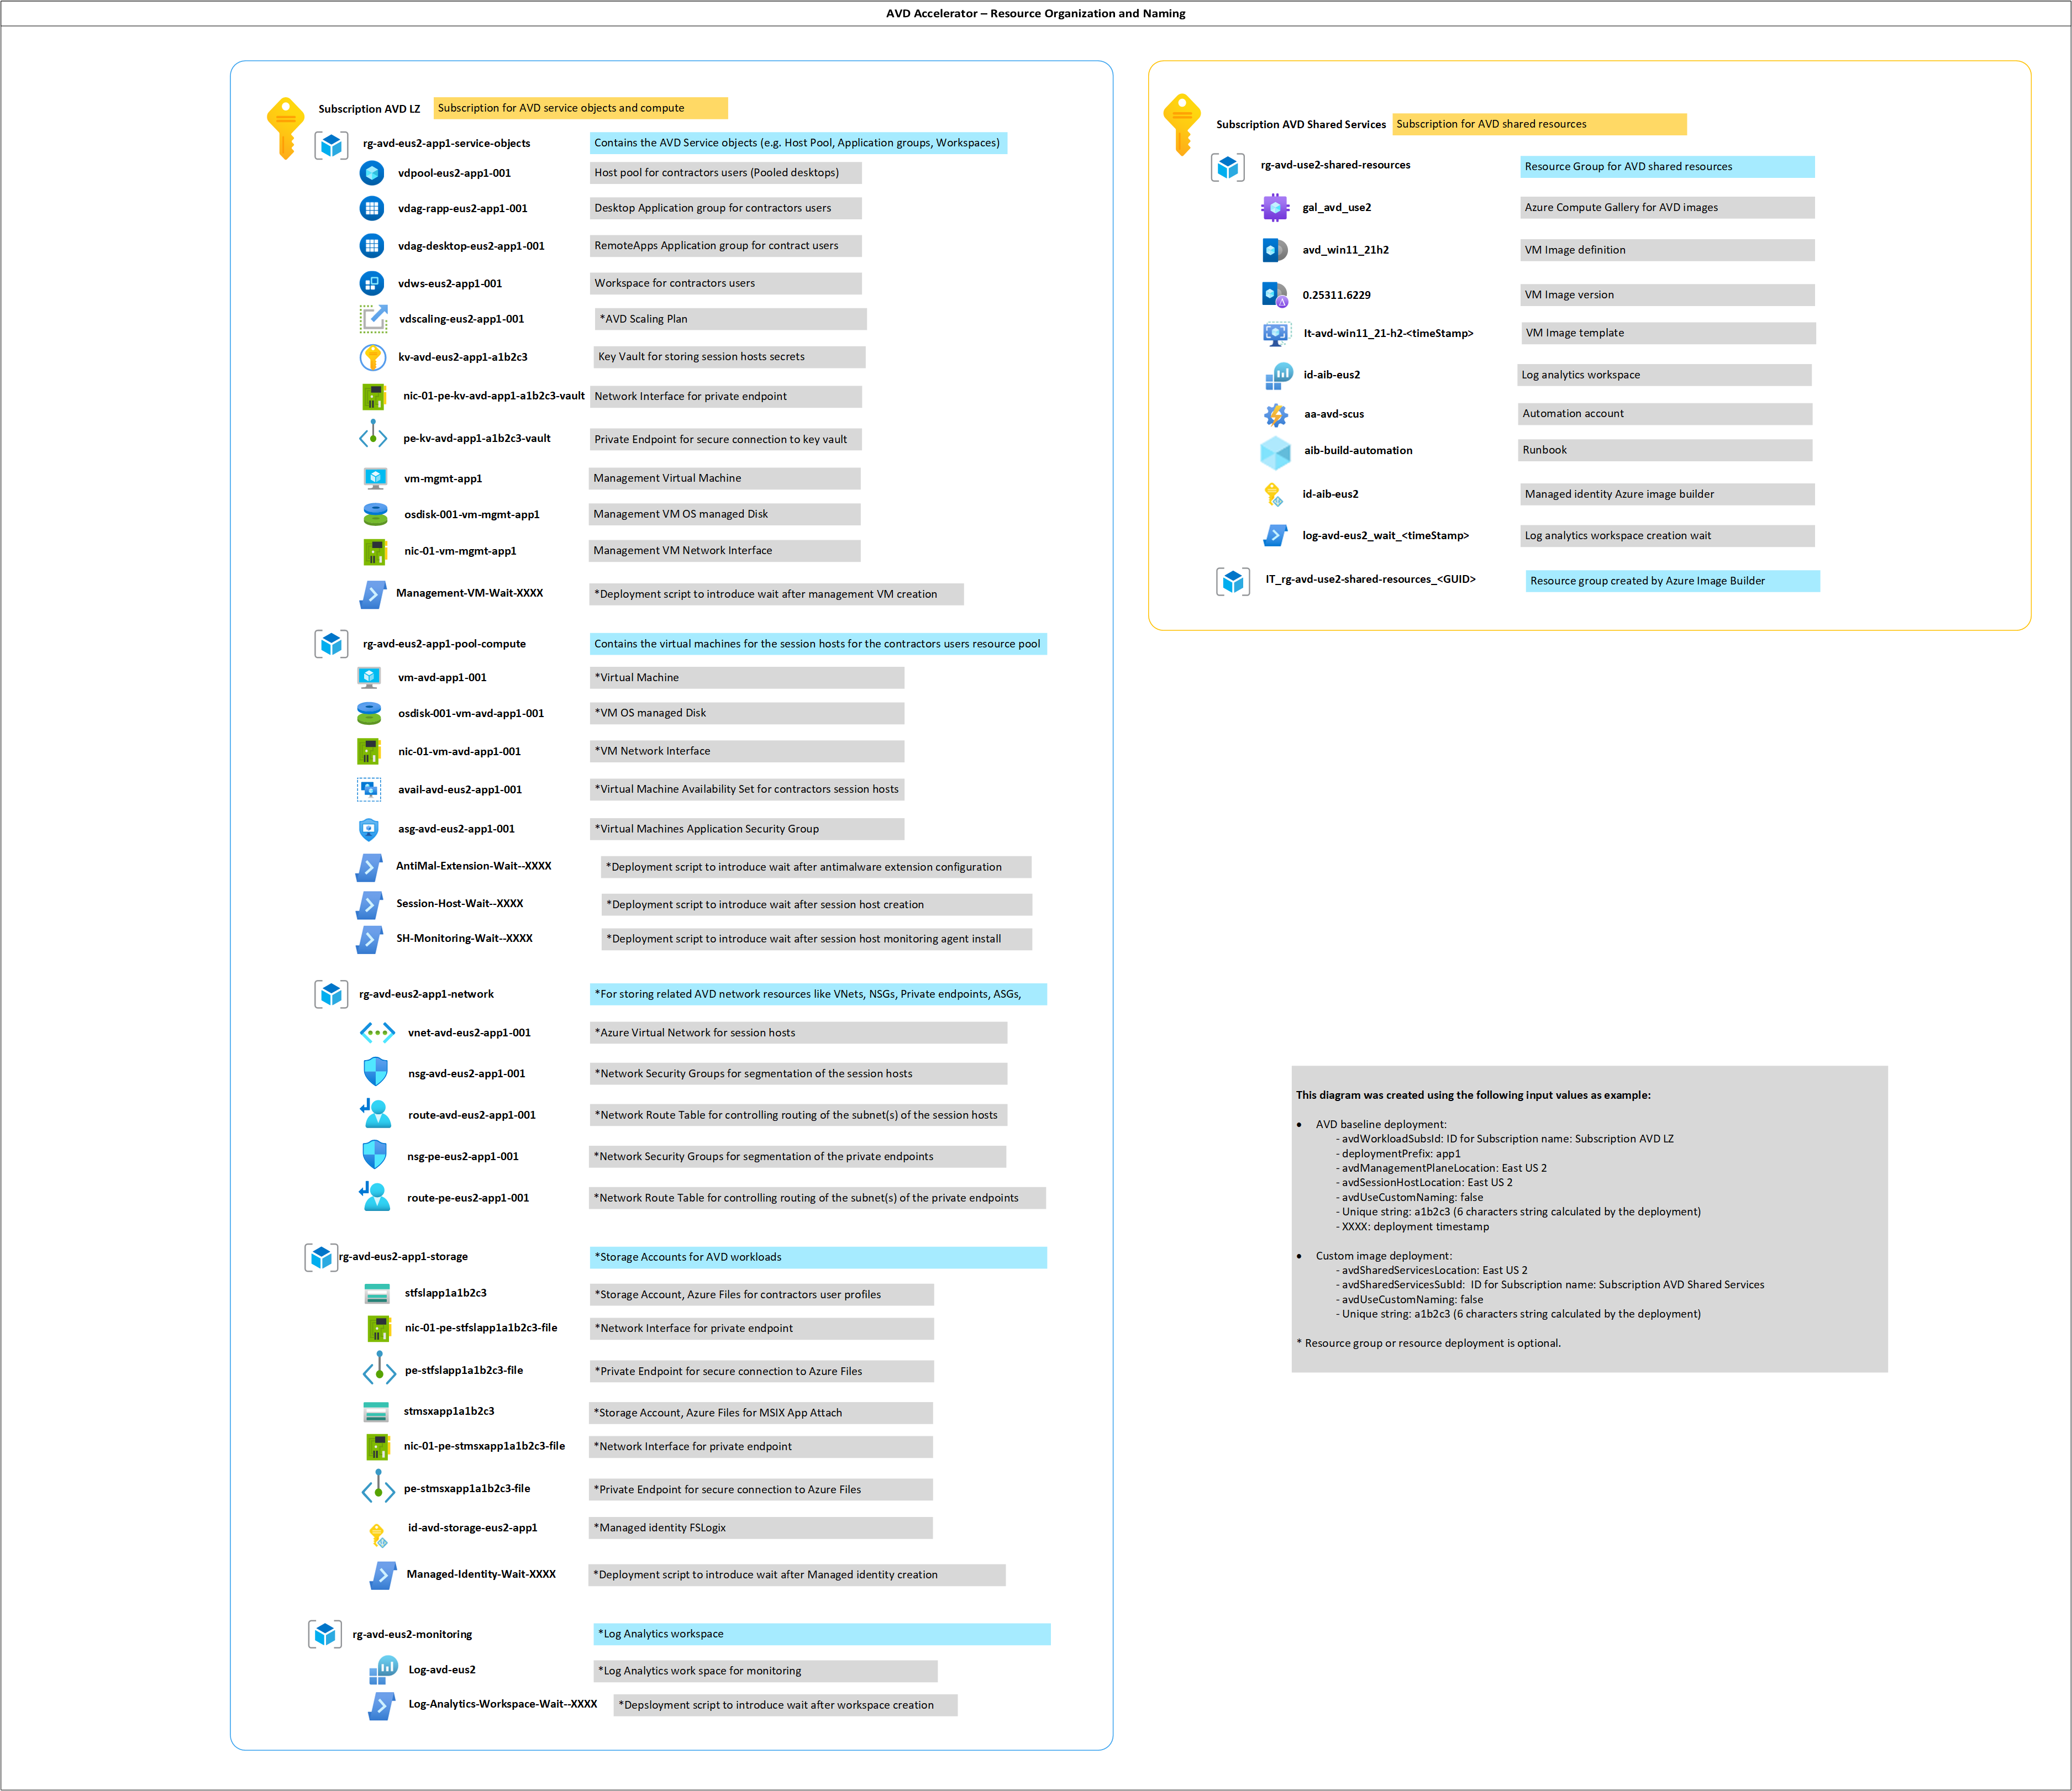 AVD Accelerator – Resource Organization and Naming
Subscription AVD LZ
Subscription for AVD service objects and compute
rg-avd-eus2-app1-service-objects
Contains the AVD Service objects (e.g. Host Pool, Application groups, Workspaces)
vdpool-eus2-app1-001
Host pool for contractors users (Pooled desktops)
vdag-rapp-eus2-app1-001
Desktop Application group for contractors users
vdag-desktop-eus2-app1-001
RemoteApps Application group for contract users
vdws-eus2-app1-001
Workspace for contractors users
vdscaling-eus2-app1-001
*AVD Scaling Plan
kv-avd-eus2-app1-a1b2c3
Key Vault for storing session hosts secrets
nic-01-pe-kv-avd-app1-a1b2c3-vault
Network Interface for private endpoint
pe-kv-avd-app1-a1b2c3-vault
Private Endpoint for secure connection to key vault
vm-mgmt-app1
Management Virtual Machine
osdisk-001-vm-mgmt-app1
Management VM OS managed Disk
nic-01-vm-mgmt-app1
Management VM Network Interface
Management-VM-Wait-XXXX
*Deployment script to introduce wait after management VM creation
rg-avd-eus2-app1-pool-compute
Contains the virtual machines for the session hosts for the contractors users resource pool
vm-avd-app1-001
*Virtual Machine
osdisk-001-vm-avd-app1-001
*VM OS managed Disk
nic-01-vm-avd-app1-001
*VM Network Interface
avail-avd-eus2-app1-001
*Virtual Machine Availability Set for contractors session hosts
asg-avd-eus2-app1-001
*Virtual Machines Application Security Group
AntiMal-Extension-Wait--XXXX
*Deployment script to introduce wait after antimalware extension configuration
Session-Host-Wait--XXXX
*Deployment script to introduce wait after session host creation
SH-Monitoring-Wait--XXXX
*Deployment script to introduce wait after session host monitoring agent install
rg-avd-eus2-app1-network
*For storing related AVD network resources like VNets, NSGs, Private endpoints, ASGs,
vnet-avd-eus2-app1-001
*Azure Virtual Network for session hosts
nsg-avd-eus2-app1-001
*Network Security Groups for segmentation of the session hosts
route-avd-eus2-app1-001
*Network Route Table for controlling routing of the subnet(s) of the session hosts
nsg-pe-eus2-app1-001
*Network Security Groups for segmentation of the private endpoints
route-pe-eus2-app1-001
*Network Route Table for controlling routing of the subnet(s) of the private endpoints
rg-avd-eus2-app1-storage
*Storage Accounts for AVD workloads
stfslapp1a1b2c3
*Storage Account, Azure Files for contractors user profiles
nic-01-pe-stfslapp1a1b2c3-file
*Network Interface for private endpoint
pe-stfslapp1a1b2c3-file
*Private Endpoint for secure connection to Azure Files
stmsxapp1a1b2c3
*Storage Account, Azure Files for MSIX App Attach
nic-01-pe-stmsxapp1a1b2c3-file
*Network Interface for private endpoint
pe-stmsxapp1a1b2c3-file
*Private Endpoint for secure connection to Azure Files
id-avd-storage-eus2-app1
*Managed identity FSLogix
Managed-Identity-Wait-XXXX
*Deployment script to introduce wait after Managed identity creation
rg-avd-eus2-monitoring
*Log Analytics workspace
Log-avd-eus2
*Log Analytics work space for monitoring
Log-Analytics-Workspace-Wait--XXXX
*Depsloyment script to introduce wait after workspace creation
Subscription AVD Shared Services
Subscription for AVD shared resources
rg-avd-use2-shared-resources
Resource Group for AVD shared resources
gal_avd_use2
Azure Compute Gallery for AVD images
avd_win11_21h2
VM Image definition
0.25311.6229
VM Image version
It-avd-win11_21-h2-<timeStamp>
VM Image template
id-aib-eus2
Log analytics workspace
aa-avd-scus
Automation account
aib-build-automation
Runbook
id-aib-eus2
Managed identity Azure image builder
log-avd-eus2_wait_<timeStamp>
Log analytics workspace creation wait
IT_rg-avd-use2-shared-resources_<GUID>
Resource group created by Azure Image Builder
This diagram was created using the following input values as example:
• AVD baseline deployment:
- avdWorkloadSubsId: ID for Subscription name: Subscription AVD LZ
- deploymentPrefix: app1
- avdManagementPlaneLocation: East US 2
- avdSessionHostLocation: East US 2
- avdUseCustomNaming: false
- Unique string: a1b2c3 (6 characters string calculated by the deployment)
- XXXX: deployment timestamp
• Custom image deployment:
- avdSharedServicesLocation: East US 2
- avdSharedServicesSubId: ID for Subscription name: Subscription AVD Shared Services
- avdUseCustomNaming: false
- Unique string: a1b2c3 (6 characters string calculated by the deployment)
* Resource group or resource deployment is optional.